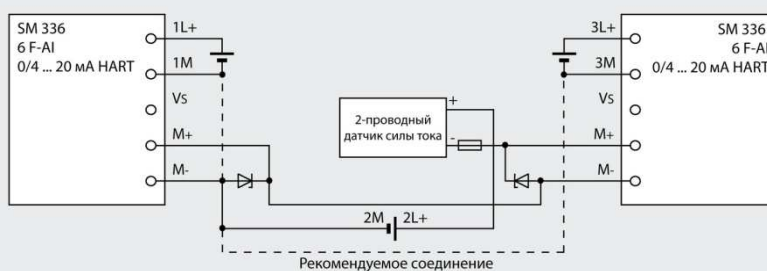 SM 336
6 F-AI
0/4 ... 20 мА HART
1L+
1M
Vs
M+
M-
2-проводный
датчик силы тока
+
-
2M 2L+
Рекомендуемое соединение
3L+
3M
Vs
M+
M-
SM 336
6 F-AI
0/4 ... 20 мА HART